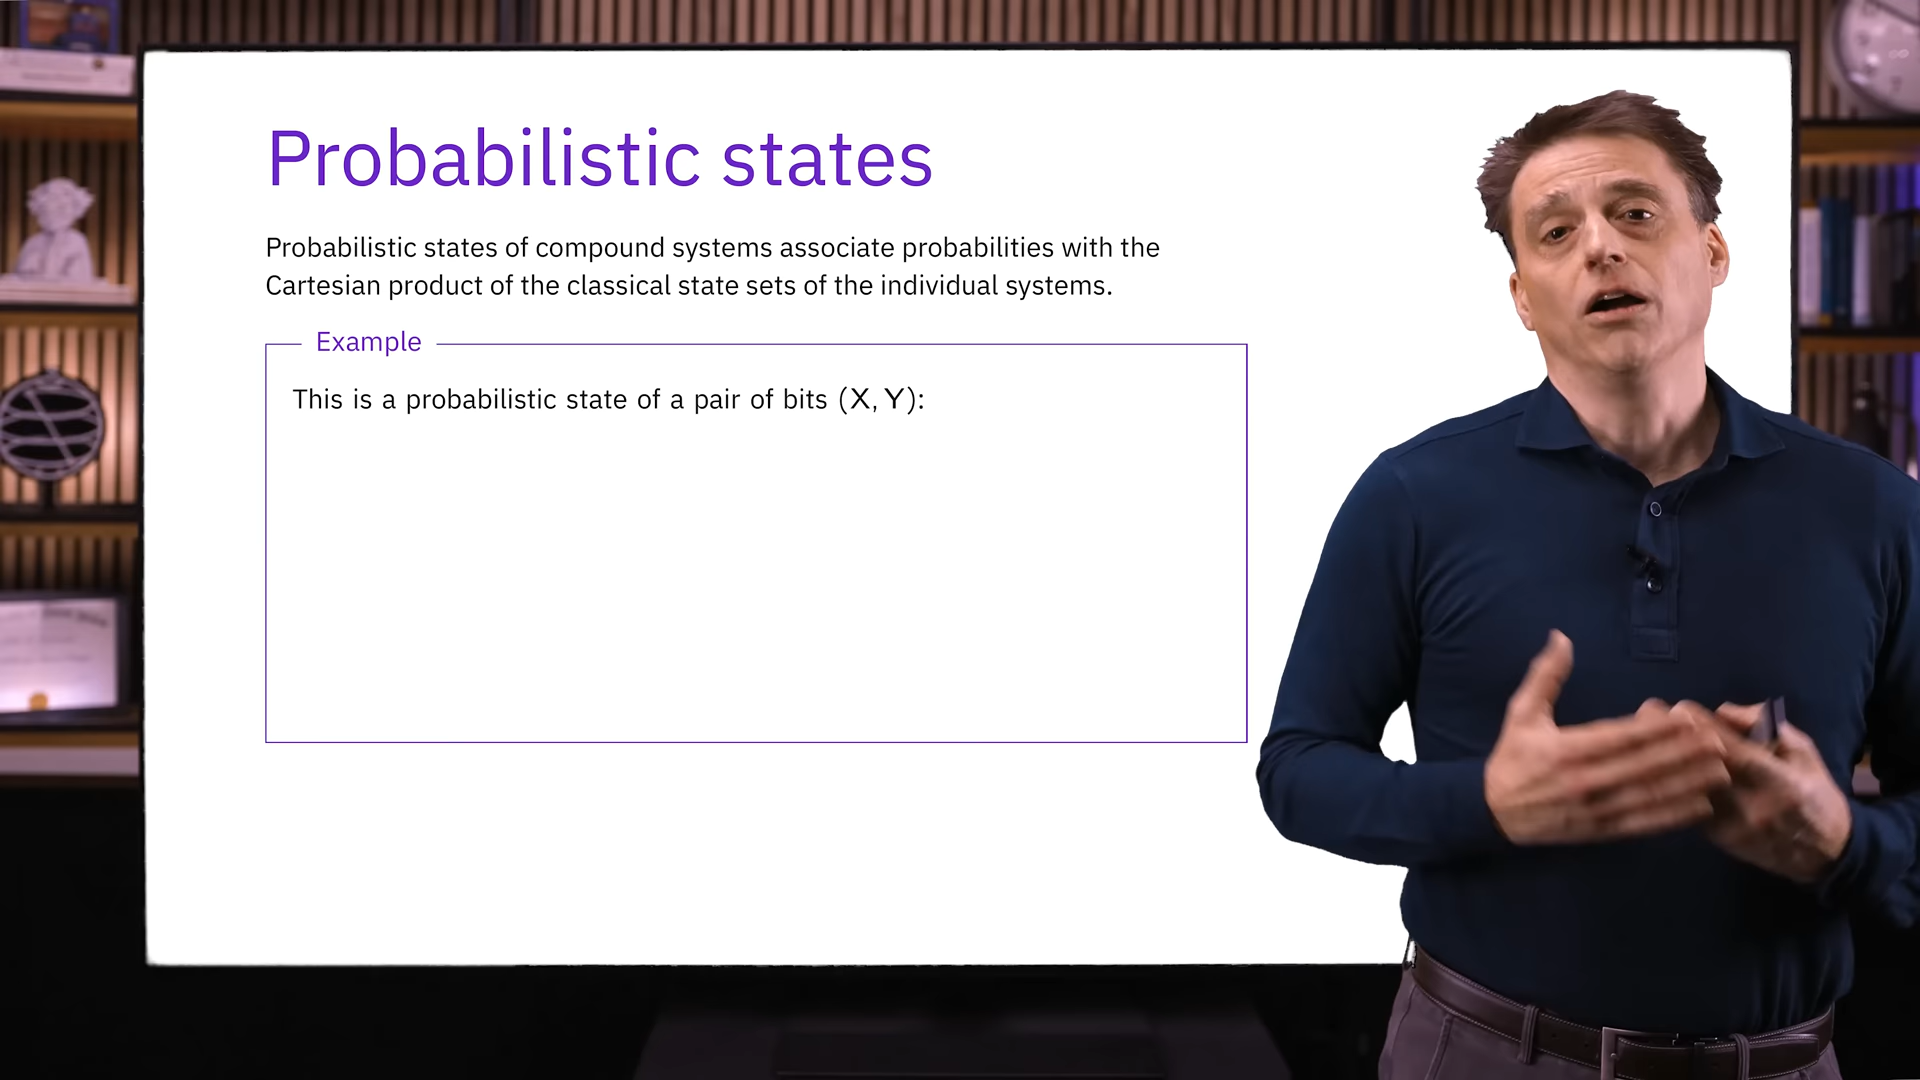 Probabilistic states
Probabilistic states of compound systems associate probabilities with the
Cartesian product of the classical state sets of the individual systems.
Example
This is a probabilistic state of a pair of bits (X, Y):